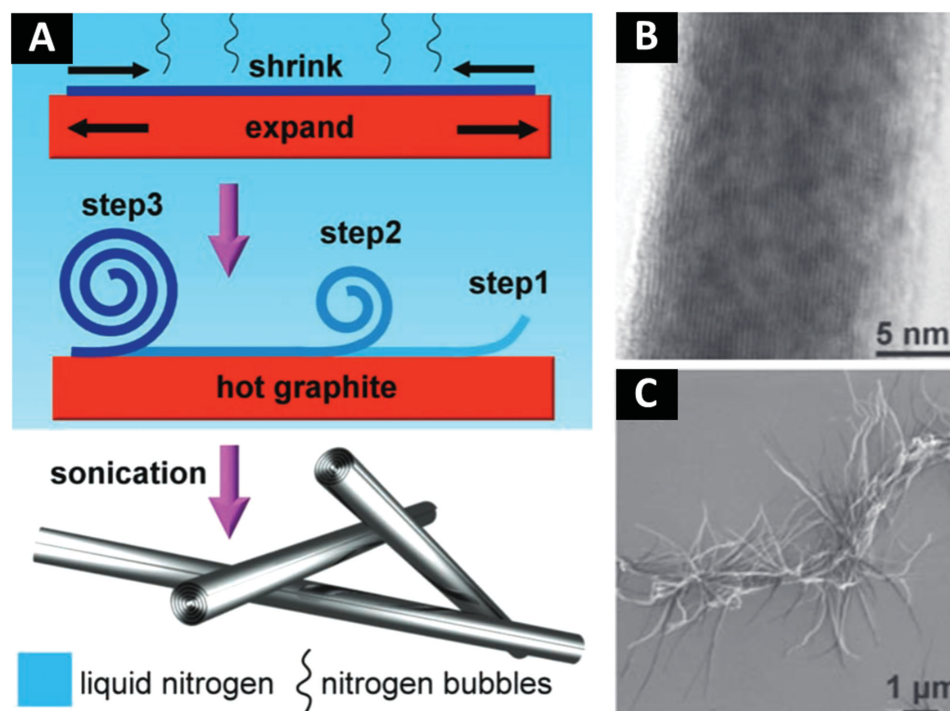 A
shrink
expand
step3
step2
step1
hot graphite
sonication
liquid nitrogen
nitrogen bubbles
B
5 nm
C
1 µm